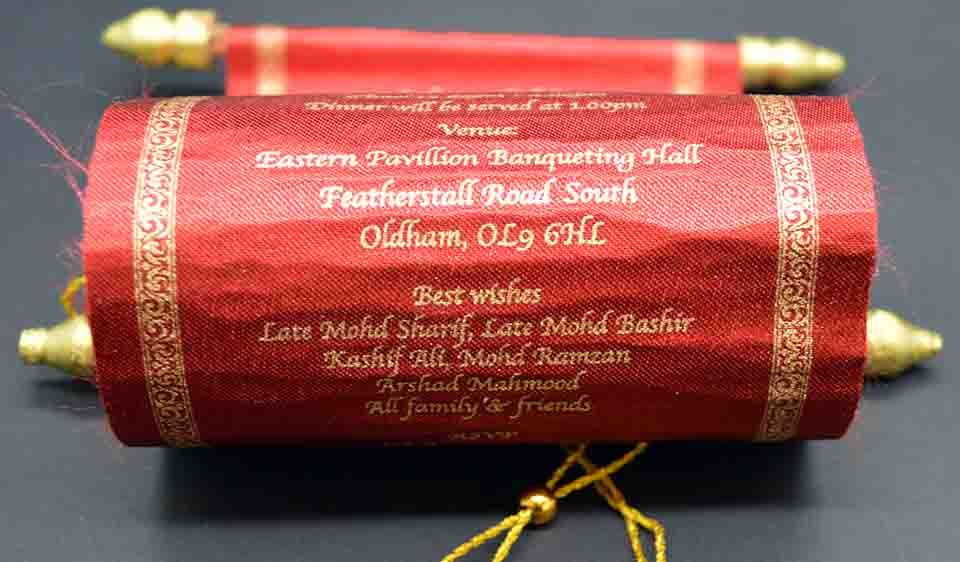 Dinner will be served at 1.00pm
Venue:
Eastern Pavillion Banqueting Hall
Featherstall Road South
Oldham, OL9 6HL
Best wishes
Late Mohd Sharif, Late Mohd Bashir
Kashif Ali, Mohd Ramzan
Arshad Mahmood
All family & friends
RSVP